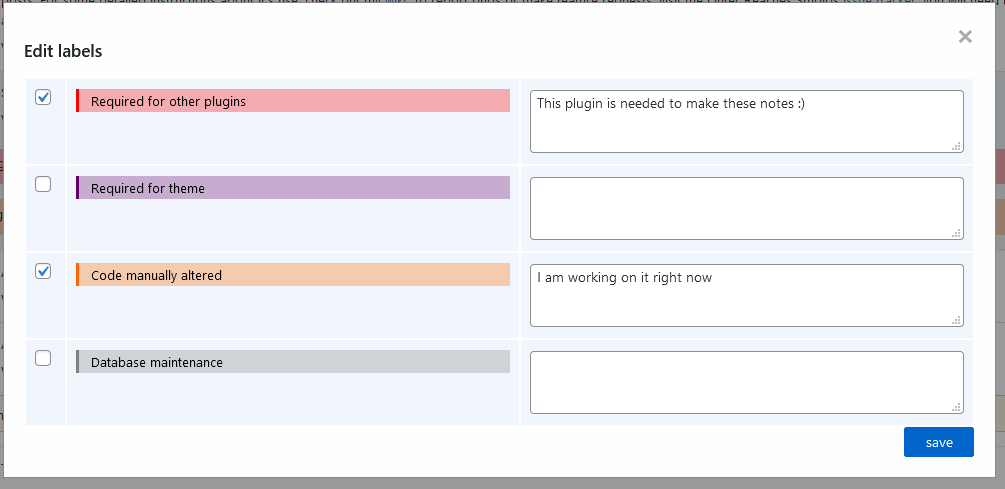 Edit labels
Required for other plugins
This plugin is needed to make these notes :)
Required for theme
Code manually altered
I am working on it right now
Database maintenance
save